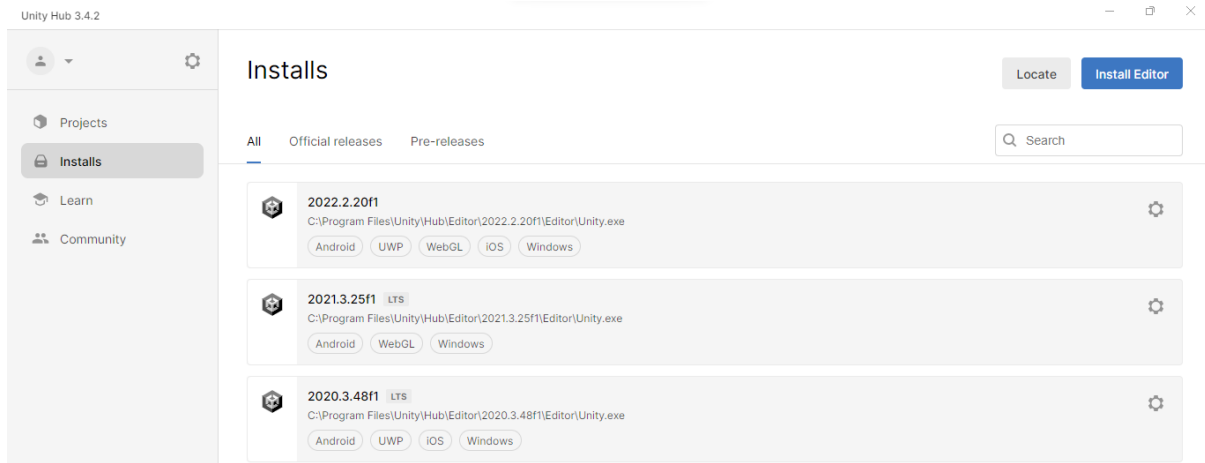 Unity Hub 3.4.2
Installs
Locate
Install Editor
Projects
Installs
Learn
Community
All Official releases Pre-releases
Search
2022.2.20f1
C:\Program Files\Unity\Hub\Editor\2022.2.20f1\Editor\Unity.exe
Android UWP WebGL iOS Windows
2021.3.25f1 LTS
C:\Program Files\Unity\Hub\Editor\2021.3.25f1\Editor\Unity.exe
Android WebGL Windows
2020.3.48f1 LTS
C:\Program Files\Unity\Hub\Editor\2020.3.48f1\Editor\Unity.exe
Android UWP iOS Windows